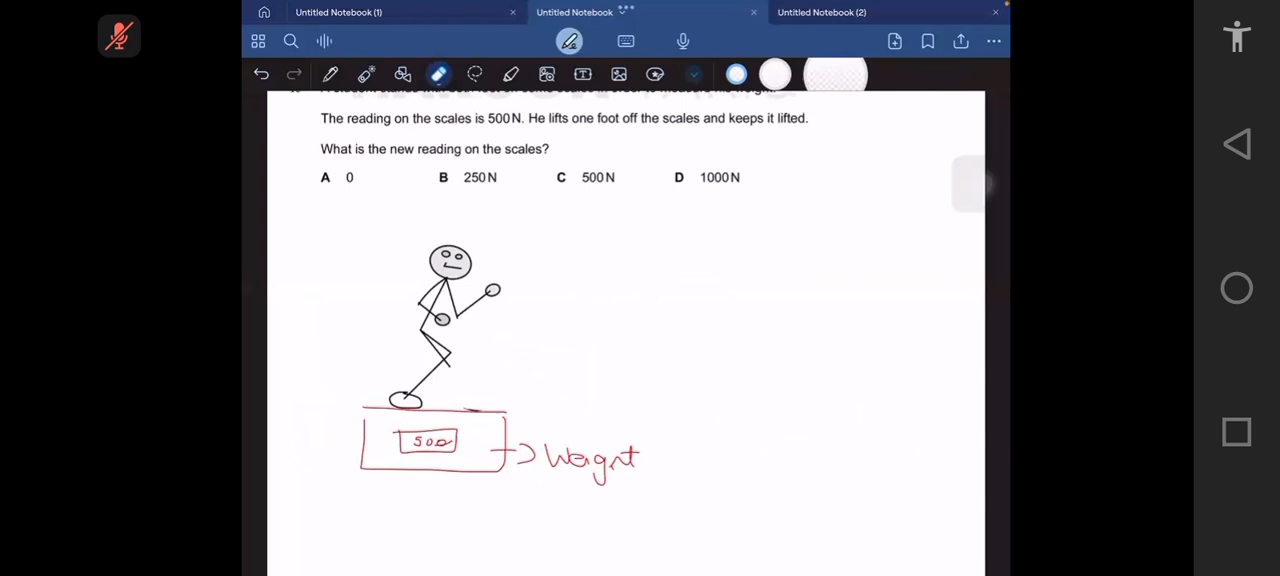 Untitled Notebook (1) × Untitled Notebook × Untitled Notebook (2) ×
The reading on the scales is 500 N. He lifts one foot off the scales and keeps it lifted.
What is the new reading on the scales?
A 0 B 250 N C 500 N D 1000 N
500
Weight